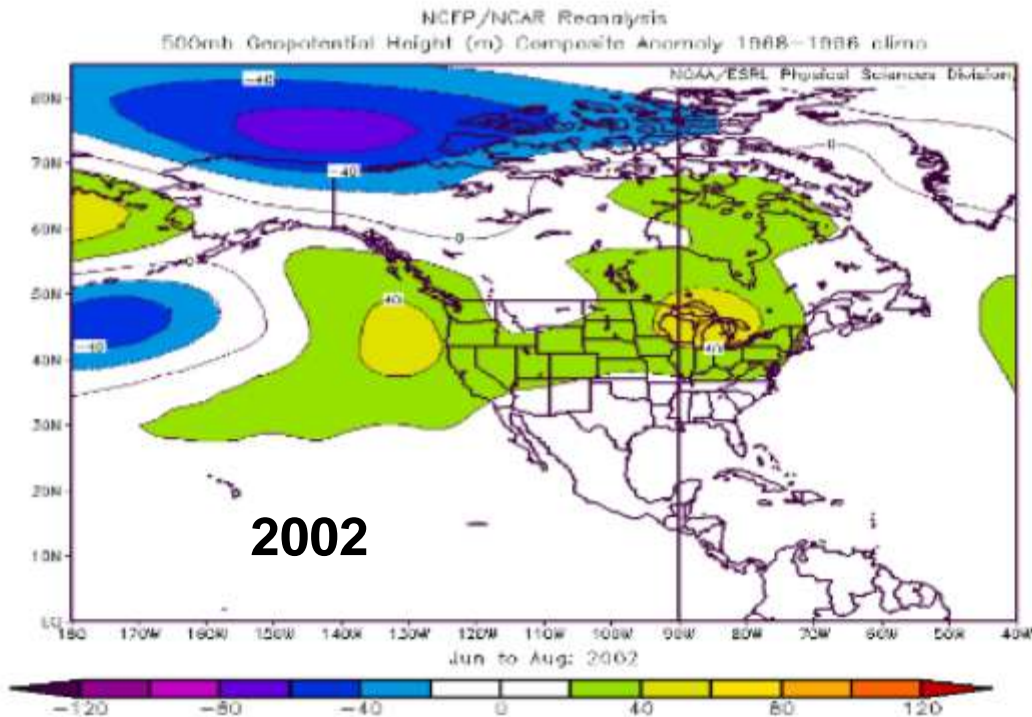 NCEP/NCAR Reanalysis
500mb Geopotential Height (m) Composite Anomaly 1968-1996 climo
NOAA/ESRL Physical Sciences Division
-40
80N
70N
60N
50N
40N
30N
20N
10N
EQ
0
-40
0
0
40
40
-40
2002
180 170W 160W 150W 140W 130W 120W 110W 100W 90W 80W 70W 60W 50W 40W
Jun to Aug: 2002
-120 -80 -40 0 40 80 120